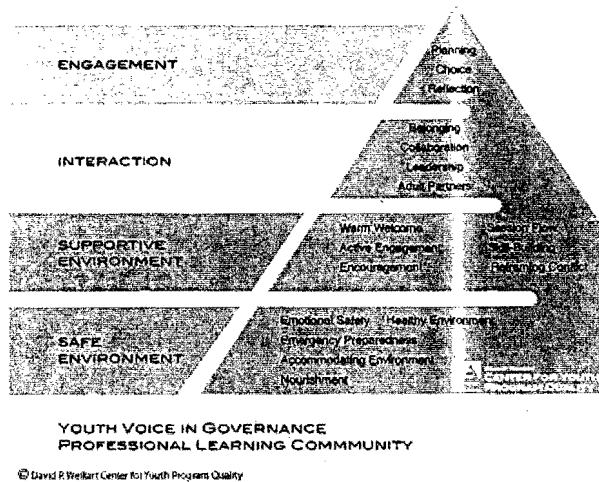 ENGAGEMENT
Planning
Choice
Reflection
INTERACTION
Belonging
Collaboration
Leadership
Adult Partners
SUPPORTIVE
ENVIRONMENT
Warm Welcome
Active Engagement
Encouragement
Session Flow
Skill-Building
Reframing Conflict
SAFE
ENVIRONMENT
Emotional Safety Healthy Environment
Emergency Preparedness
Accommodating Environment
Nourishment
YOUTH VOICE IN GOVERNANCE
PROFESSIONAL LEARNING COMMMUNITY
© David P. Weikart Center for Youth Program Quality